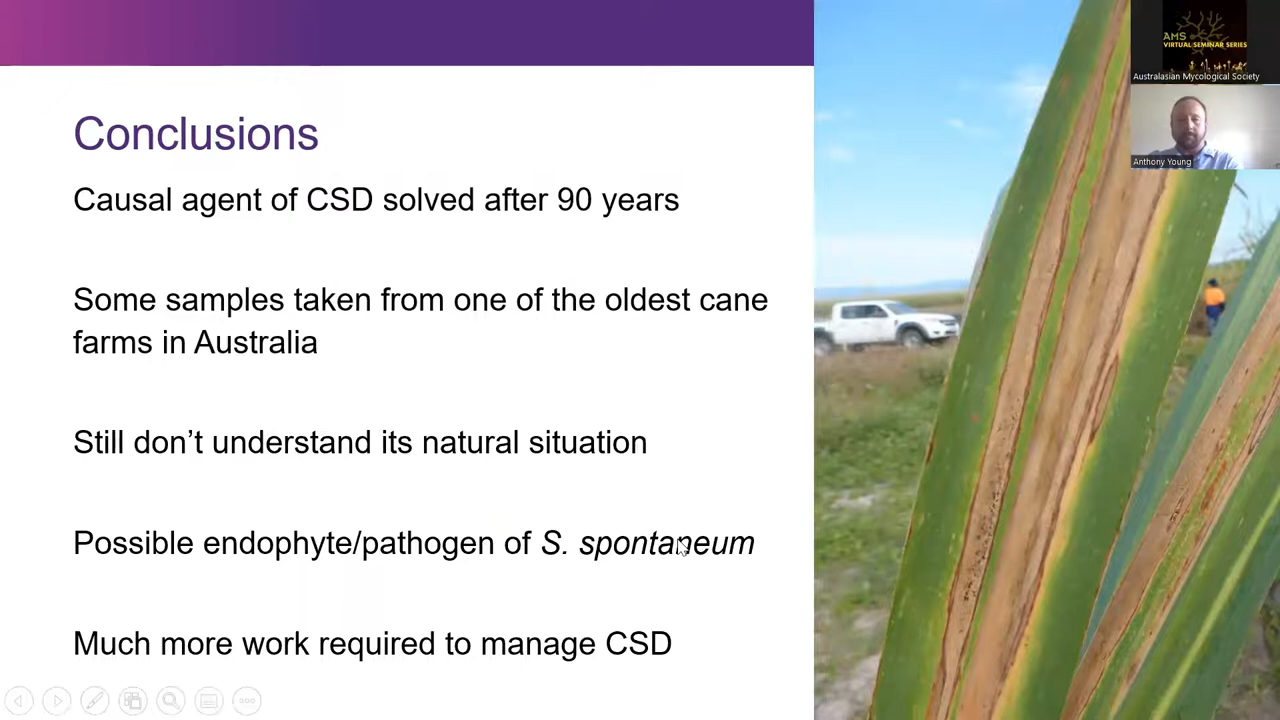 AMS
VIRTUAL SEMINAR SERIES
Australasian Mycological Society
Anthony Young
Conclusions
Causal agent of CSD solved after 90 years
Some samples taken from one of the oldest cane
farms in Australia
Still don’t understand its natural situation
Possible endophyte/pathogen of S. spontaneum
Much more work required to manage CSD